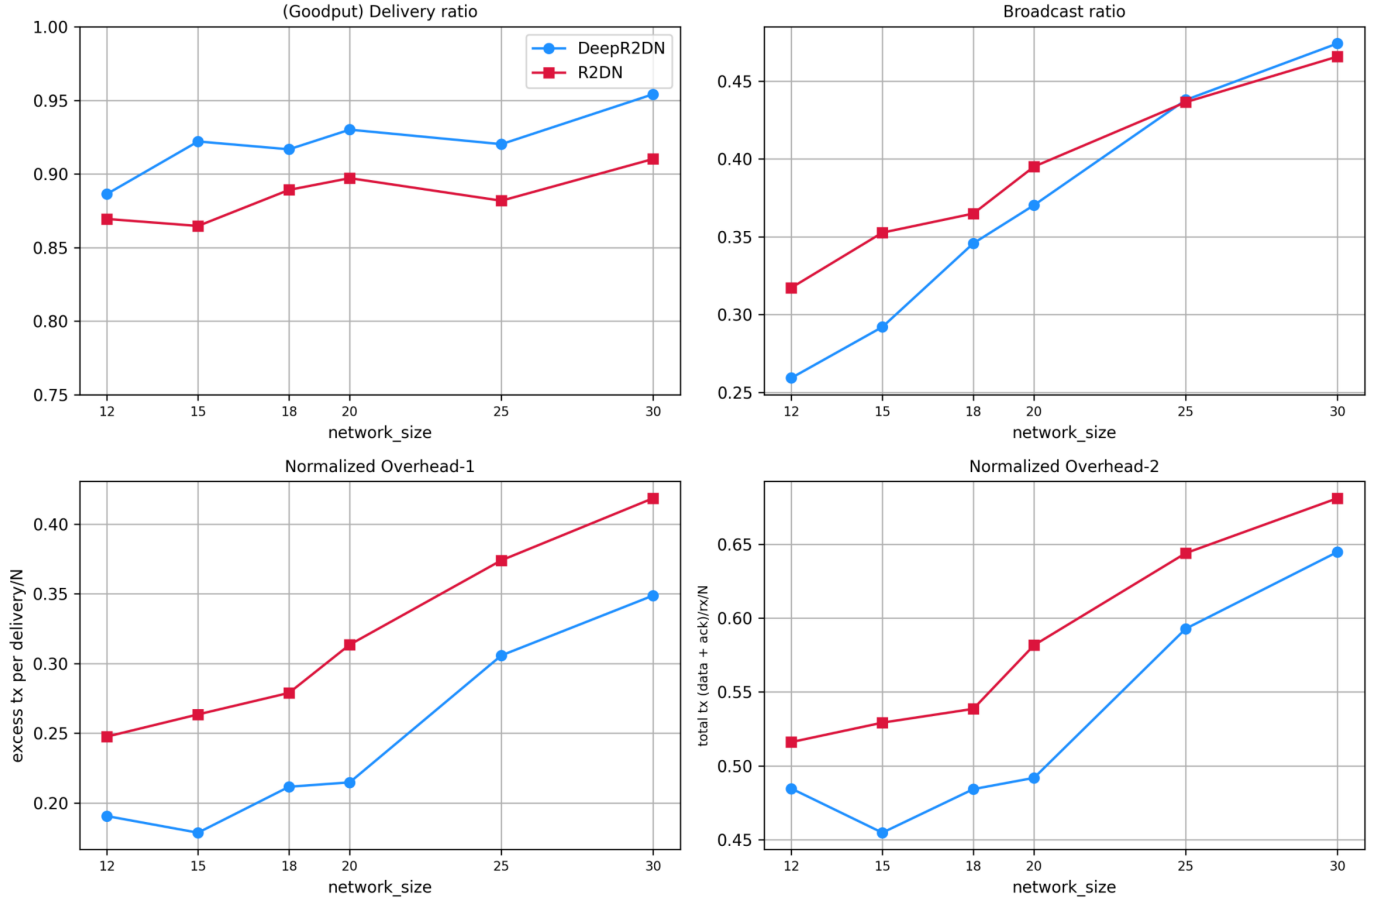 (Goodput) Delivery ratio
1.00
0.95
0.90
0.85
0.80
0.75
DeepR2DN
R2DN
12 15 18 20 25 30
network_size
Broadcast ratio
0.45
0.40
0.35
0.30
0.25
12 15 18 20 25 30
network_size
Normalized Overhead-1
excess tx per delivery/N
0.40
0.35
0.30
0.25
0.20
12 15 18 20 25 30
network_size
Normalized Overhead-2
total tx (data + ack)/rx/N
0.65
0.60
0.55
0.50
0.45
12 15 18 20 25 30
network_size